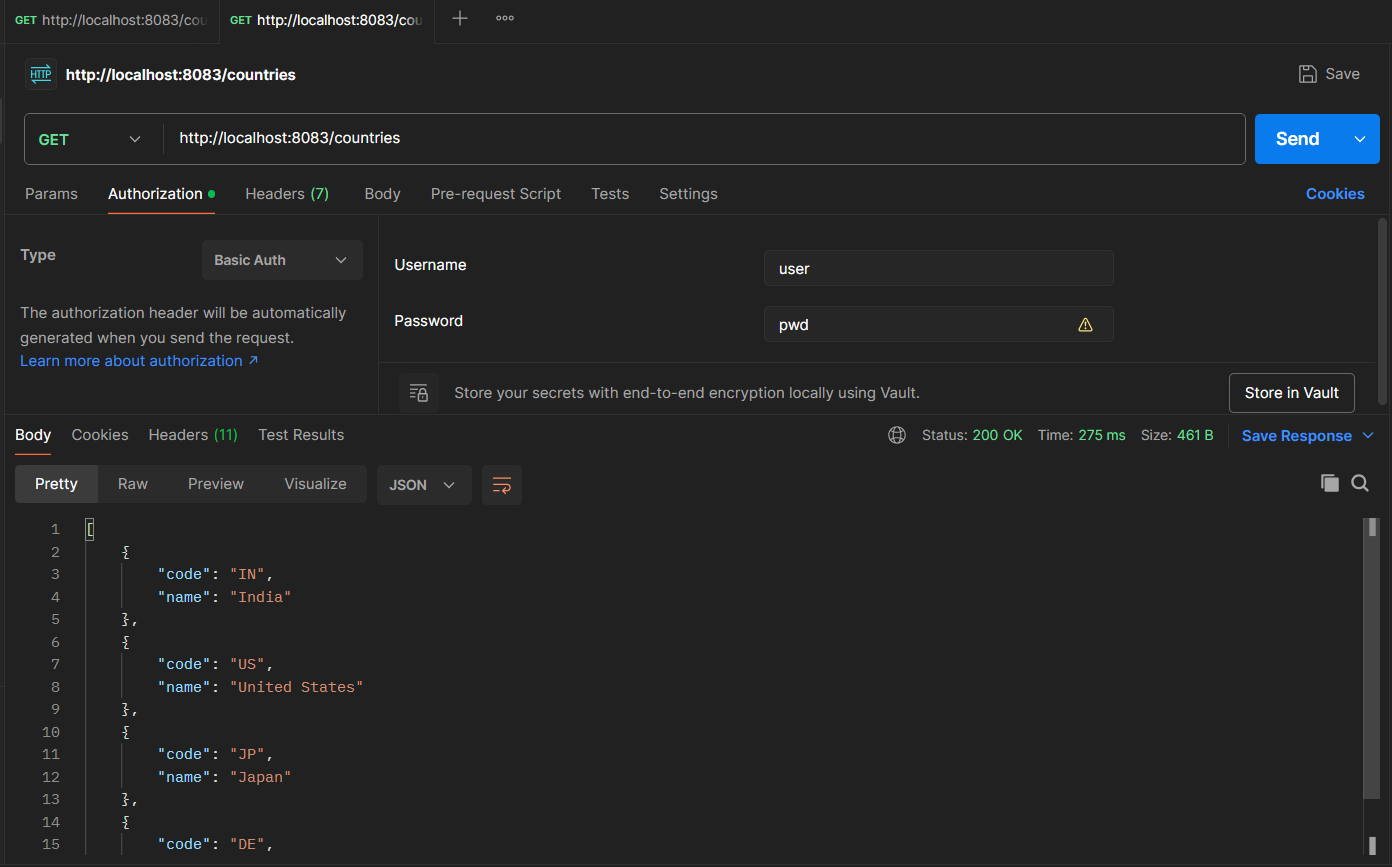 GET http://localhost:8083/cou GET http://localhost:8083/cou
HTTP http://localhost:8083/countries Save
GET http://localhost:8083/countries Send
Params Authorization Headers (7) Body Pre-request Script Tests Settings Cookies
Type Basic Auth
The authorization header will be automatically
generated when you send the request.
Learn more about authorization ↗
Username user
Password pwd
Store your secrets with end-to-end encryption locally using Vault. Store in Vault
Body Cookies Headers (11) Test Results Status: 200 OK Time: 275 ms Size: 461 B Save Response
Pretty Raw Preview Visualize JSON
1 [
2 {
3 "code": "IN",
4 "name": "India"
5 },
6 {
7 "code": "US",
8 "name": "United States"
9 },
10 {
11 "code": "JP",
12 "name": "Japan"
13 },
14 {
15 "code": "DE",